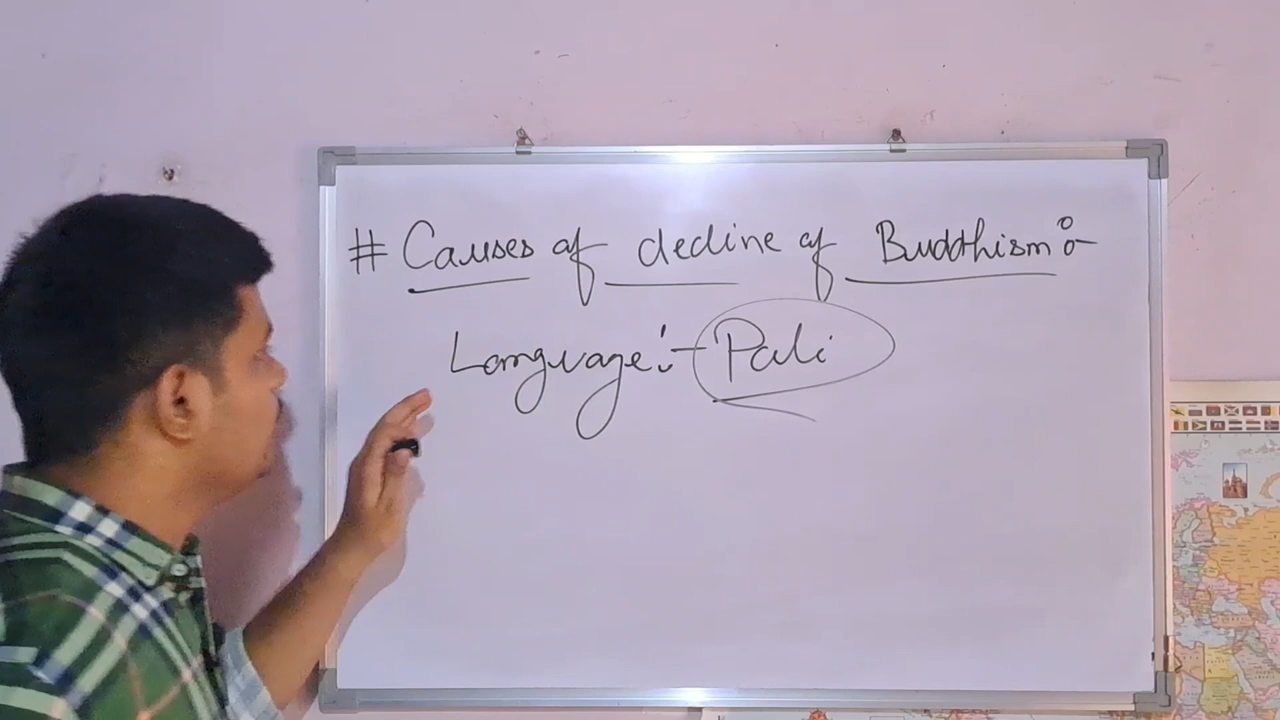 # Causes of decline of Buddhism :-
Language :- Pali